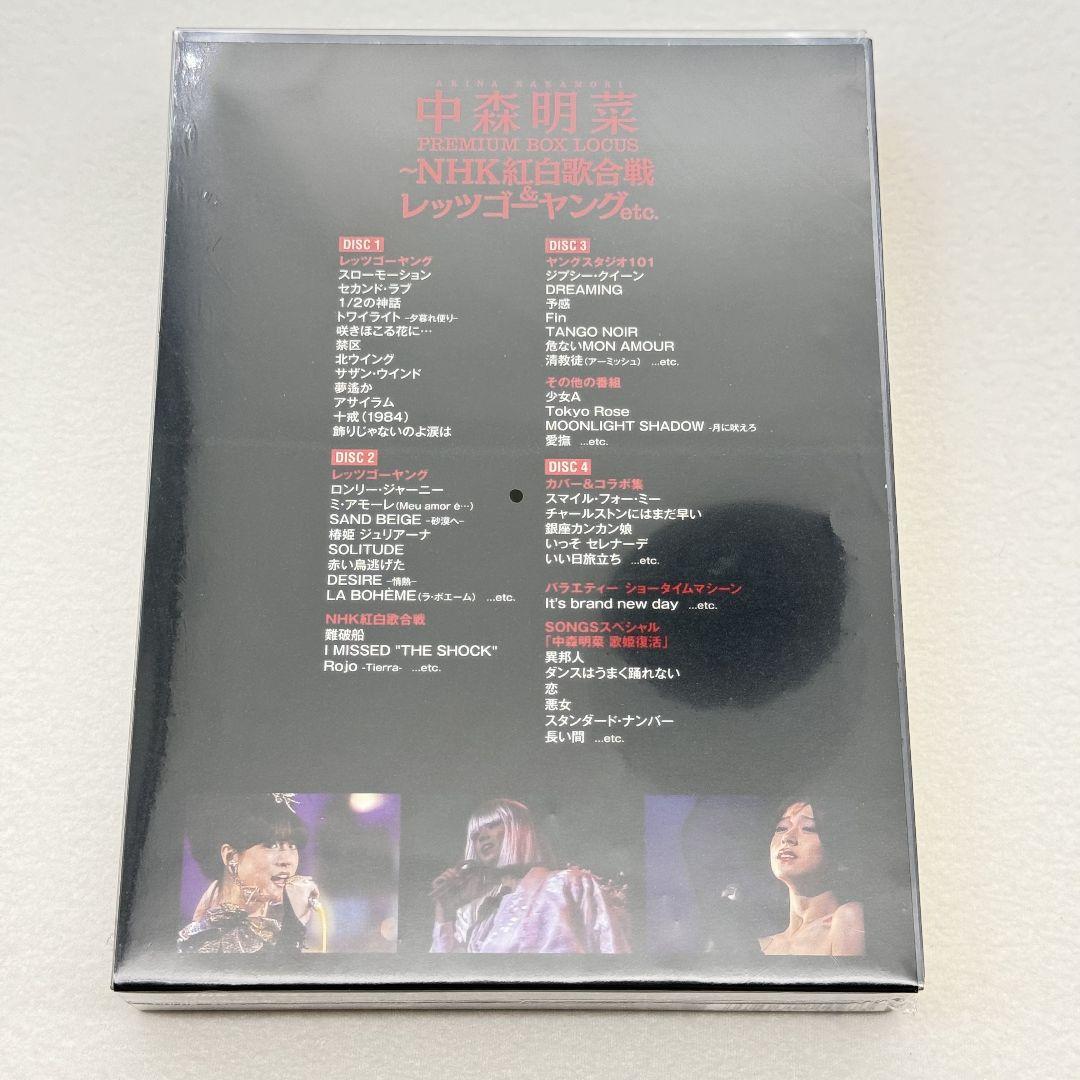 AKINA NAKAMORI
中森明菜
PREMIUM BOX LOCUS
~NHK紅白歌合戦
&
レッツゴーヤングetc.
DISC 1
レッツゴーヤング
スローモーション
セカンド・ラブ
1/2の神話
トワイライト -夕暮れ便り-
咲きほこる花に…
禁区
北ウイング
サザン・ウインド
夢遙か
アサイラム
十戒(1984)
飾りじゃないのよ涙は
DISC 2
レッツゴーヤング
ロンリー・ジャーニー
ミ・アモーレ(Meu amor é…)
SAND BEIGE -砂漠へ-
椿姫 ジュリアーナ
SOLITUDE
赤い鳥逃げた
DESIRE -情熱-
LA BOHÈME(ラ・ボエーム) ...etc.
NHK紅白歌合戦
難破船
I MISSED "THE SHOCK"
Rojo -Tierra- ...etc.
DISC 3
ヤングスタジオ101
ジプシー・クイーン
DREAMING
予感
Fin
TANGO NOIR
危ないMON AMOUR
清教徒(アーミッシュ) ...etc.
その他の番組
少女A
Tokyo Rose
MOONLIGHT SHADOW -月に吠えろ
愛撫 ...etc.
DISC 4
カバー&コラボ集
スマイル・フォー・ミー
チャールストンにはまだ早い
銀座カンカン娘
いっそ セレナーデ
いい日旅立ち ...etc.
バラエティー ショータイムマシーン
It's brand new day ...etc.
SONGSスペシャル
「中森明菜 歌姫復活」
異邦人
ダンスはうまく踊れない
恋
悪女
スタンダード・ナンバー
長い間 ...etc.